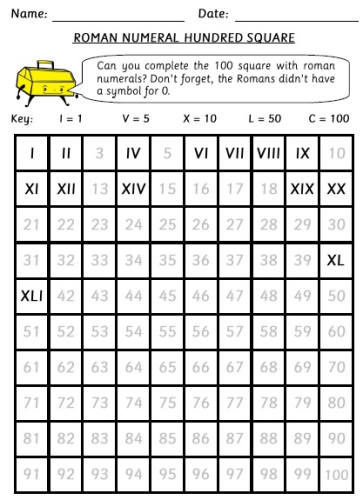 Name: Date:
ROMAN NUMERAL HUNDRED SQUARE
Can you complete the 100 square with roman
numerals? Don't forget, the Romans didn't have
a symbol for 0.
Key: I = 1 V = 5 X = 10 L = 50 C = 100
I II 3 IV 5 VI VII VIII IX 10
XI XII 13 XIV 15 16 17 18 XIX XX
21 22 23 24 25 26 27 28 29 30
31 32 33 34 35 36 37 38 39 XL
XLI 42 43 44 45 46 47 48 49 50
51 52 53 54 55 56 57 58 59 60
61 62 63 64 65 66 67 68 69 70
71 72 73 74 75 76 77 78 79 80
81 82 83 84 85 86 87 88 89 90
91 92 93 94 95 96 97 98 99 100